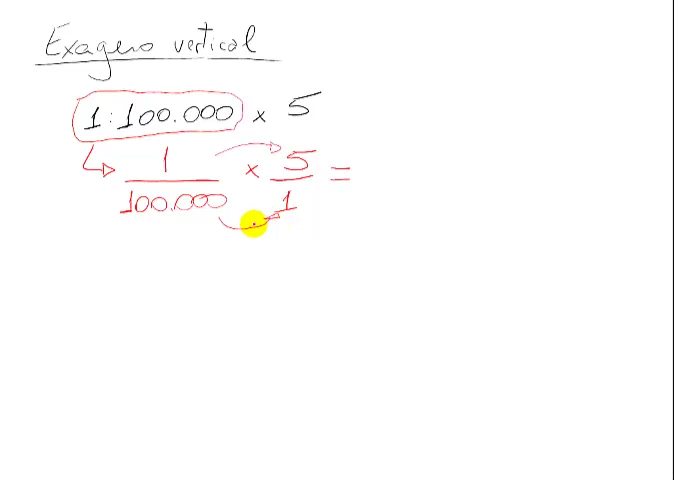 Exagero vertical
1:100.000 x 5
1/100.000 x 5/1 =